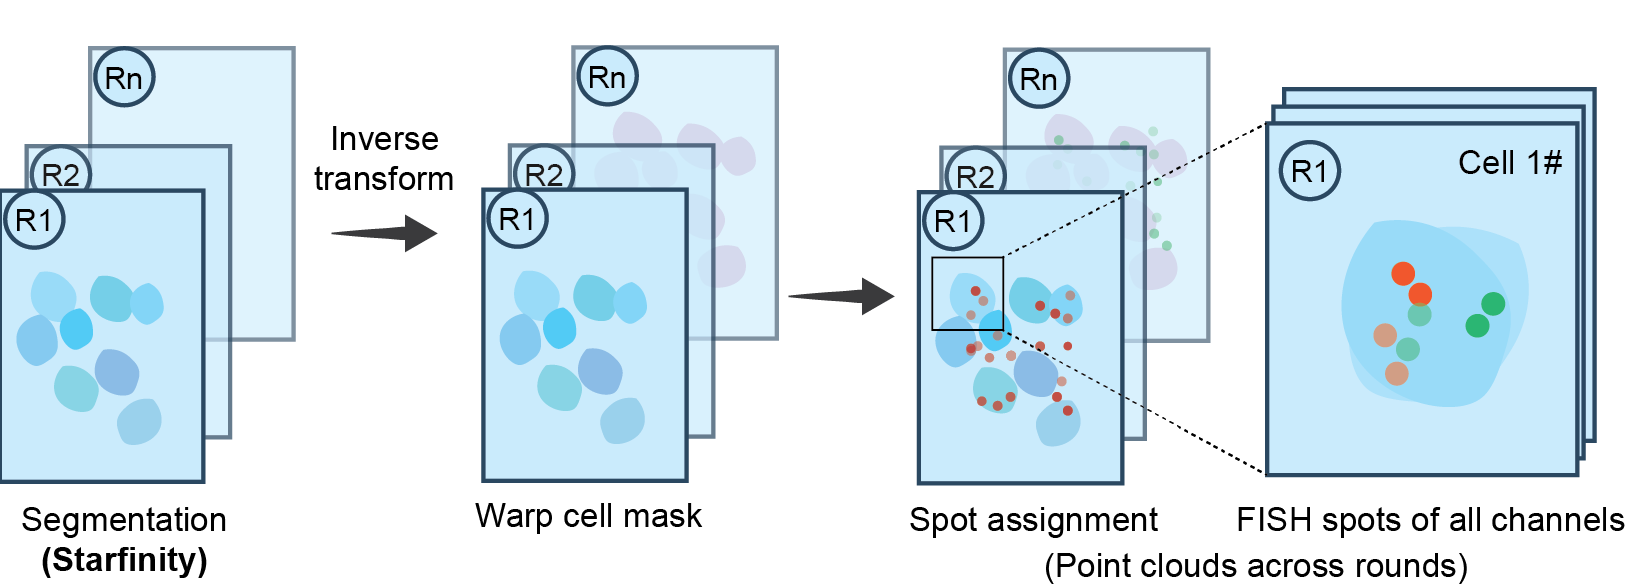 Rn
R2
R1
Segmentation
(Starfinity)
Inverse
transform
Rn
R2
R1
Warp cell mask
Rn
R2
R1
Spot assignment
R1
Cell 1#
FISH spots of all channels
(Point clouds across rounds)